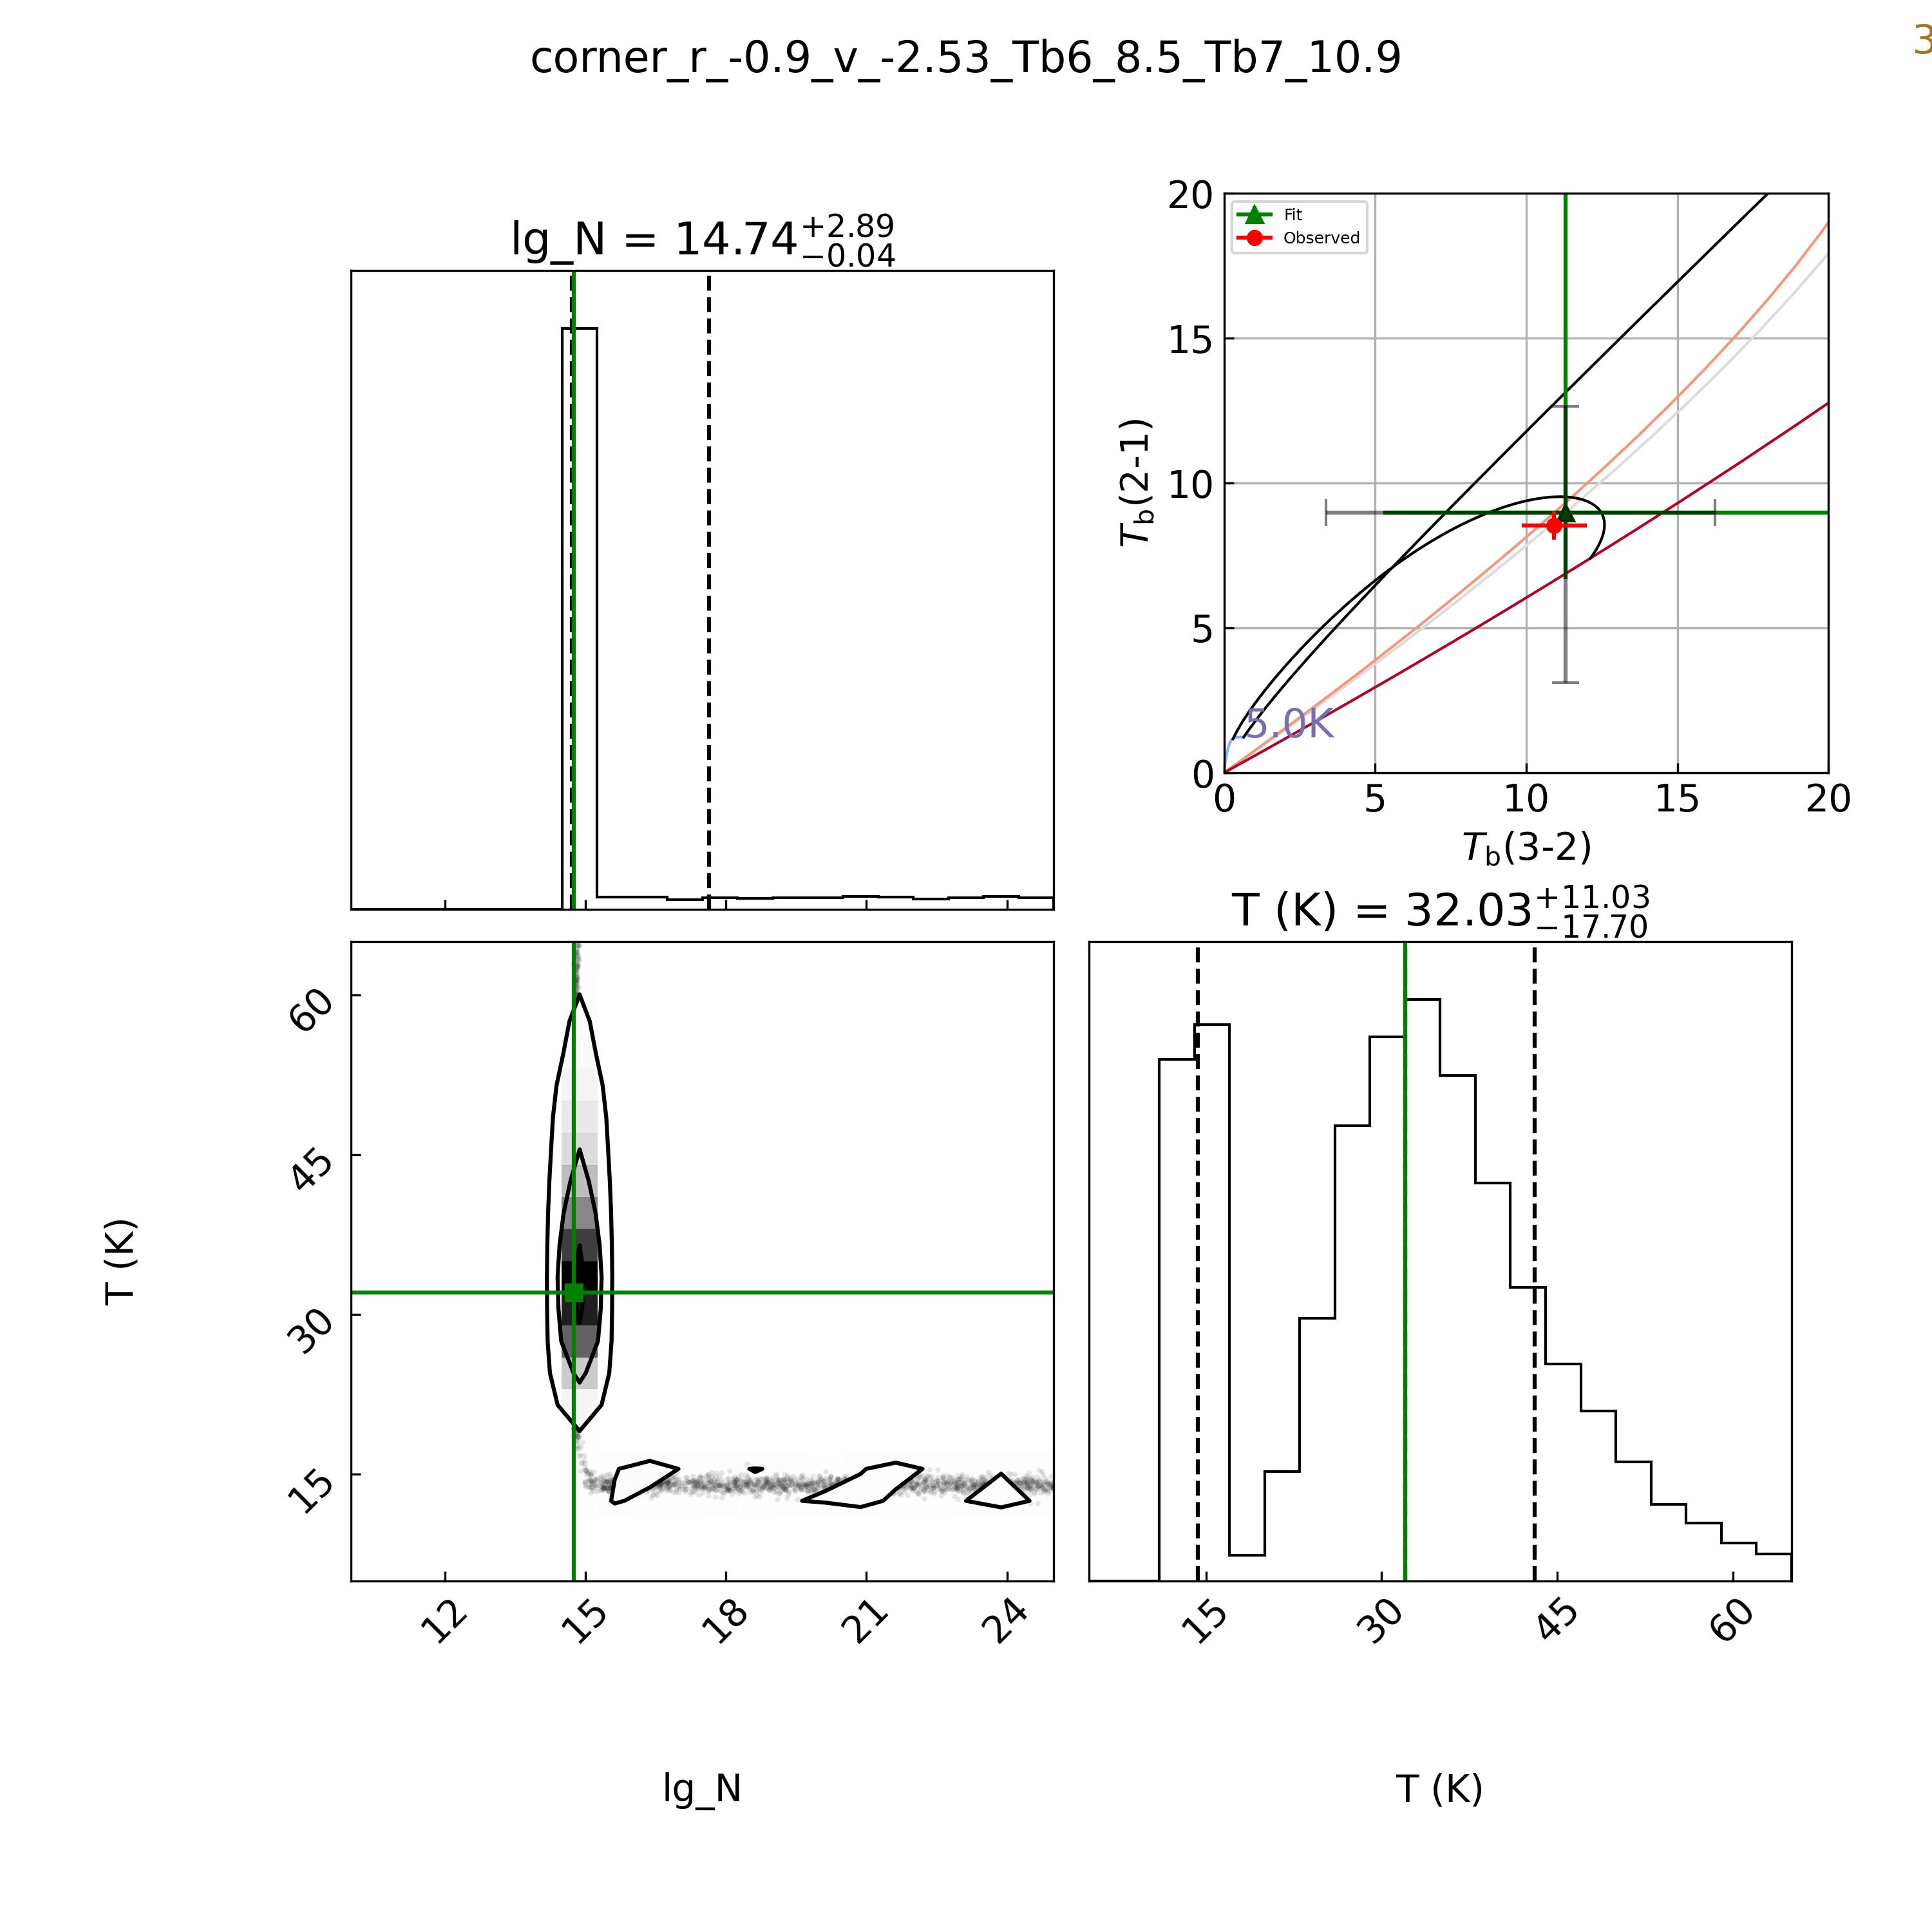 corner_r_-0.9_v_-2.53_Tb6_8.5_Tb7_10.9
3
lg_N = 14.74+2.89−0.04
20
15
10
5
0
Tb(2-1)
Fit
Observed
5.0K
0 5 10 15 20
Tb(3-2)
T (K) = 32.03+11.03−17.70
60
45
30
15
T (K)
12 15 18 21 24
lg_N
15 30 45 60
T (K)